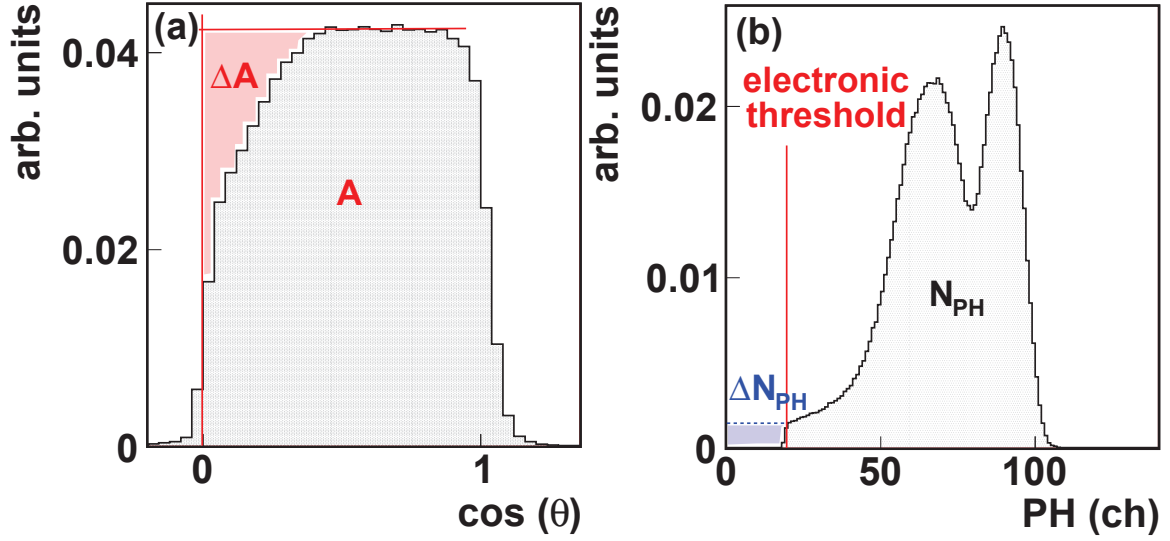 (a)
arb. units
0.04
0.02
0
ΔA
A
0
1
cos (θ)
(b)
arb. units
0.02
0.01
0
electronic
threshold
N_PH
ΔN_PH
0
50
100
PH (ch)